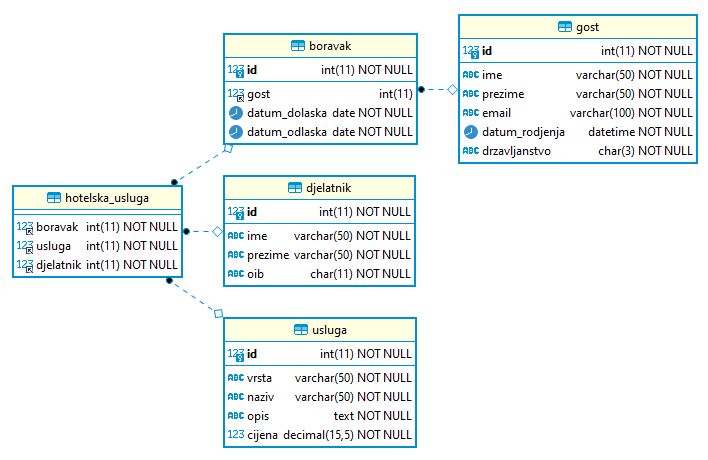 boravak
id int(11) NOT NULL
gost int(11)
datum_dolaska date NOT NULL
datum_odlaska date NOT NULL
gost
id int(11) NOT NULL
ime varchar(50) NOT NULL
prezime varchar(50) NOT NULL
email varchar(100) NOT NULL
datum_rodjenja datetime NOT NULL
drzavljanstvo char(3) NOT NULL
hotelska_usluga
boravak int(11) NOT NULL
usluga int(11) NOT NULL
djelatnik int(11) NOT NULL
djelatnik
id int(11) NOT NULL
ime varchar(50) NOT NULL
prezime varchar(50) NOT NULL
oib char(11) NOT NULL
usluga
id int(11) NOT NULL
vrsta varchar(50) NOT NULL
naziv varchar(50) NOT NULL
opis text NOT NULL
cijena decimal(15,5) NOT NULL